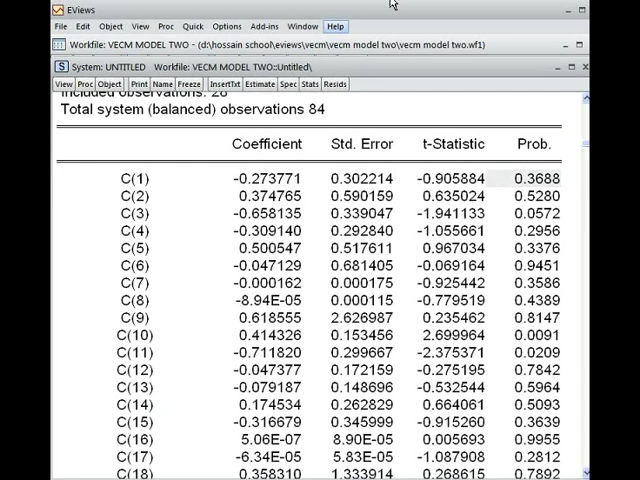 EViews
File Edit Object View Proc Quick Options Add-ins Window Help
Workfile: VECM MODEL TWO - (d:\hossain school\eviews\vecm\vecm model two\vecm model two.wf1)
System: UNTITLED Workfile: VECM MODEL TWO::Untitled\
View Proc Object Print Name Freeze InsertTxt Estimate Spec Stats Resids
Included observations: 28
Total system (balanced) observations 84
Coefficient Std. Error t-Statistic Prob.
C(1) -0.273771 0.302214 -0.905884 0.3688
C(2) 0.374765 0.590159 0.635024 0.5280
C(3) -0.658135 0.339047 -1.941133 0.0572
C(4) -0.309140 0.292840 -1.055661 0.2956
C(5) 0.500547 0.517611 0.967034 0.3376
C(6) -0.047129 0.681405 -0.069164 0.9451
C(7) -0.000162 0.000175 -0.925442 0.3586
C(8) -8.94E-05 0.000115 -0.779519 0.4389
C(9) 0.618555 2.626987 0.235462 0.8147
C(10) 0.414326 0.153456 2.699964 0.0091
C(11) -0.711820 0.299667 -2.375371 0.0209
C(12) -0.047377 0.172159 -0.275195 0.7842
C(13) -0.079187 0.148696 -0.532544 0.5964
C(14) 0.174534 0.262829 0.664061 0.5093
C(15) -0.316679 0.345999 -0.915260 0.3639
C(16) 5.06E-07 8.90E-05 0.005693 0.9955
C(17) -6.34E-05 5.83E-05 -1.087908 0.2812
C(18) 0.358310 1.333914 0.268615 0.7892